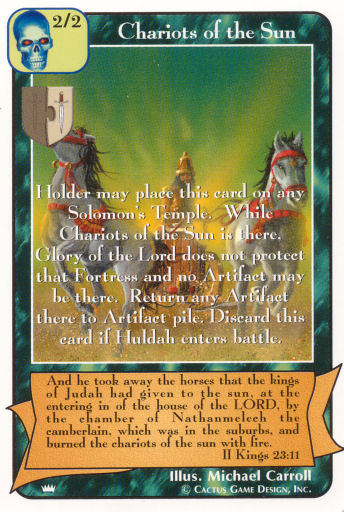 2/2
Chariots of the Sun
Holder may place this card on any
Solomon's Temple. While
Chariots of the Sun is there,
Glory of the Lord does not protect
that Fortress and no Artifact may
be there. Return any Artifact
there to Artifact pile. Discard this
card if Huldah enters battle.
And he took away the horses that the kings
of Judah had given to the sun, at the
entering in of the house of the LORD, by
the chamber of Nathanmelech the
camberlain, which was in the suburbs, and
burned the chariots of the sun with fire.
II Kings 23:11
Illus. Michael Carroll
© Cactus Game Design, Inc.